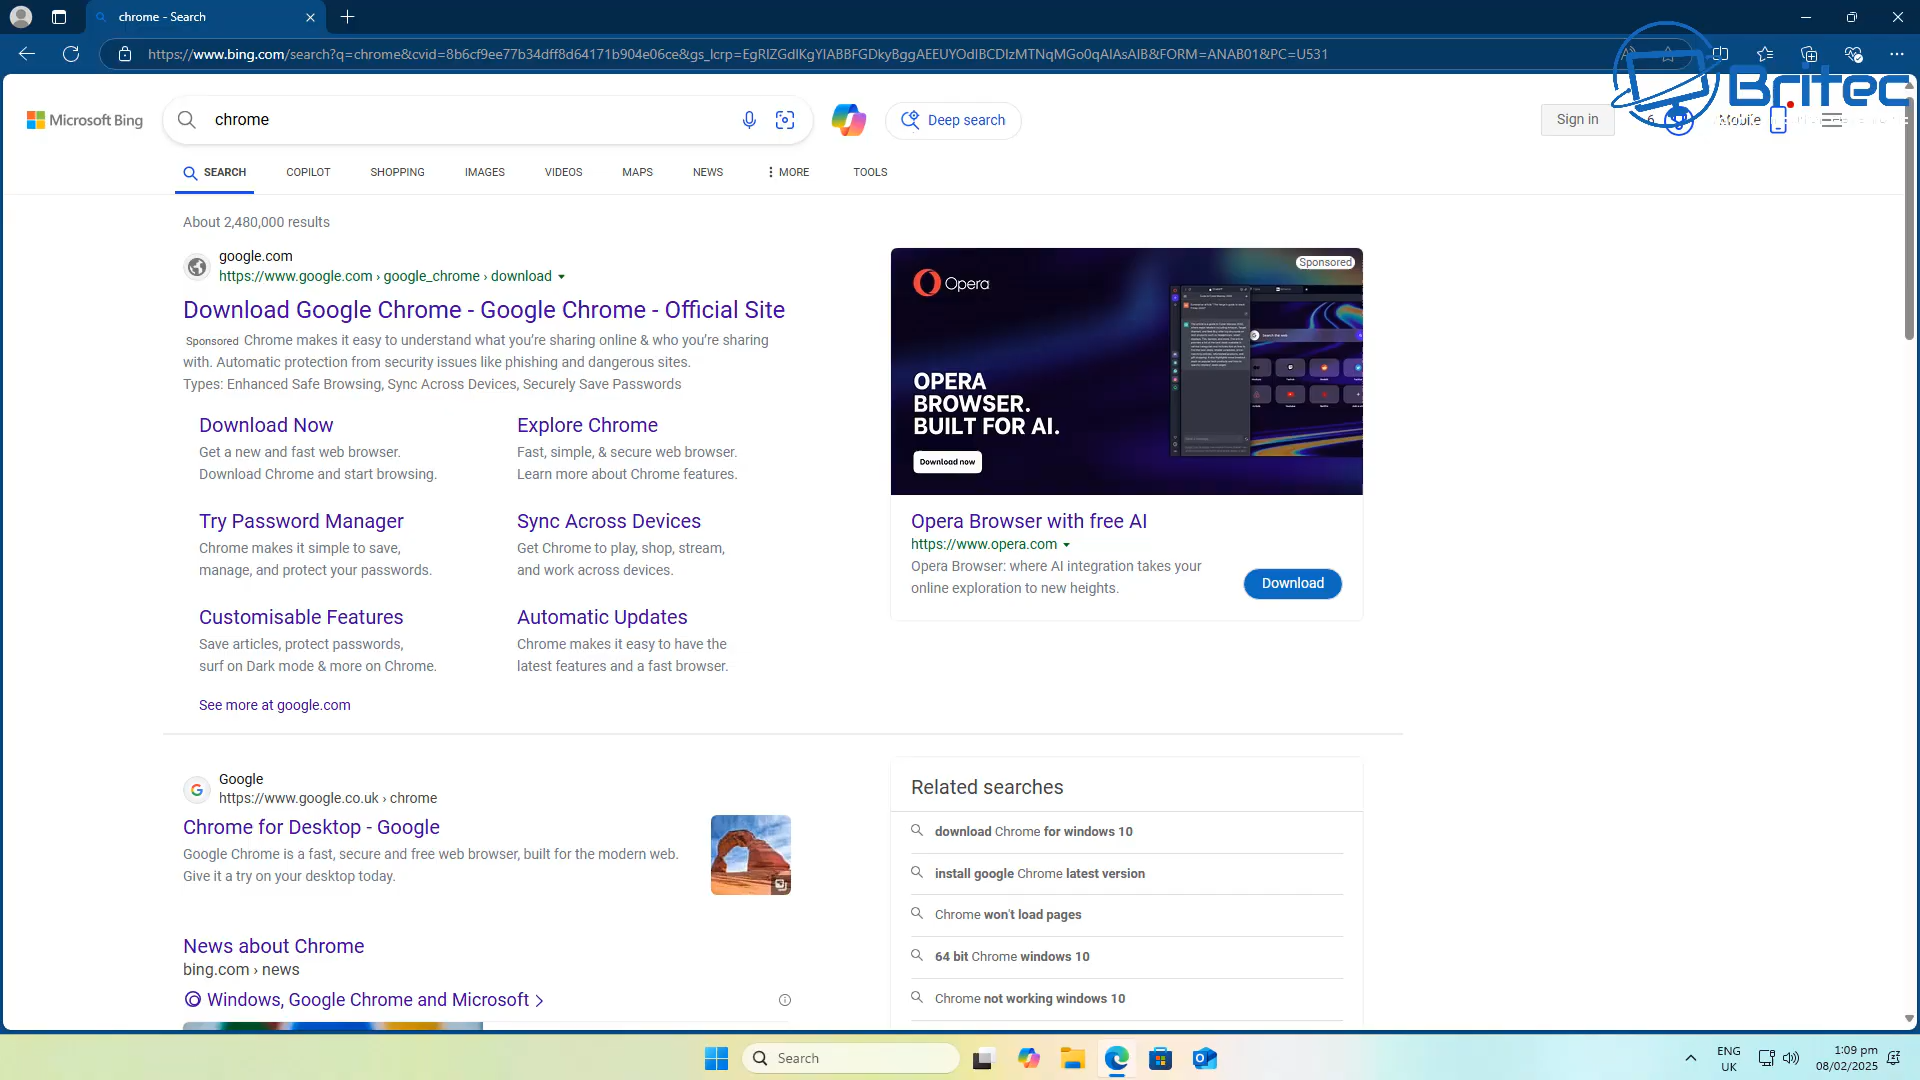 chrome - Search
https://www.bing.com/search?q=chrome&cvid=8b6cf9ee77b34dff8d64171b904e06ce&gs_lcrp=EgRlZGdlKgYIABBFGDkyBggAEEUYOdIBCDIzMTNqMGo0qAIAsAIB&FORM=ANAB01&PC=U531
Britec
Microsoft Bing
chrome
Deep search
Sign in
6
Mobile
SEARCH
COPILOT
SHOPPING
IMAGES
VIDEOS
MAPS
NEWS
MORE
TOOLS
About 2,480,000 results
google.com
https://www.google.com › google_chrome › download
Download Google Chrome - Google Chrome - Official Site
Sponsored Chrome makes it easy to understand what you're sharing online & who you're sharing
with. Automatic protection from security issues like phishing and dangerous sites.
Types: Enhanced Safe Browsing, Sync Across Devices, Securely Save Passwords
Download Now
Get a new and fast web browser.
Download Chrome and start browsing.
Explore Chrome
Fast, simple, & secure web browser.
Learn more about Chrome features.
Try Password Manager
Chrome makes it simple to save,
manage, and protect your passwords.
Sync Across Devices
Get Chrome to play, shop, stream,
and work across devices.
Customisable Features
Save articles, protect passwords,
surf on Dark mode & more on Chrome.
Automatic Updates
Chrome makes it easy to have the
latest features and a fast browser.
See more at google.com
Sponsored
Opera
OPERA
BROWSER.
BUILT FOR AI.
Download now
Opera Browser with free AI
https://www.opera.com
Opera Browser: where AI integration takes your
online exploration to new heights.
Download
Google
https://www.google.co.uk › chrome
Chrome for Desktop - Google
Google Chrome is a fast, secure and free web browser, built for the modern web.
Give it a try on your desktop today.
News about Chrome
bing.com › news
Windows, Google Chrome and Microsoft
Related searches
download Chrome for windows 10
install google Chrome latest version
Chrome won't load pages
64 bit Chrome windows 10
Chrome not working windows 10
Search
ENG
UK
1:09 pm
08/02/2025